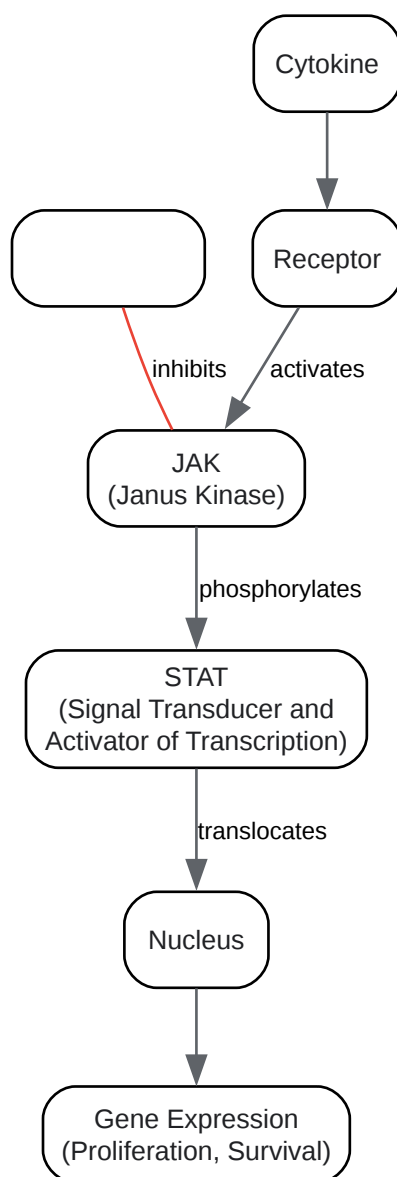 Cytokine
Receptor
inhibits
activates
JAK
(Janus Kinase)
phosphorylates
STAT
(Signal Transducer and
Activator of Transcription)
translocates
Nucleus
Gene Expression
(Proliferation, Survival)